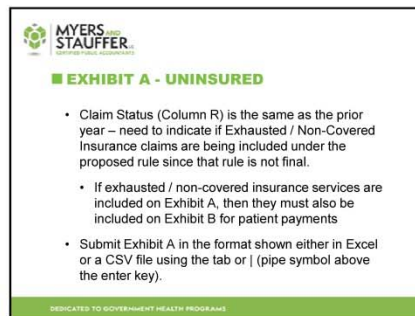 MYERS AND
STAUFFER LC
CERTIFIED PUBLIC ACCOUNTANTS
■ EXHIBIT A - UNINSURED
• Claim Status (Column R) is the same as the prior
year – need to indicate if Exhausted / Non-Covered
Insurance claims are being included under the
proposed rule since that rule is not final.
• If exhausted / non-covered insurance services are
included on Exhibit A, then they must also be
included on Exhibit B for patient payments
• Submit Exhibit A in the format shown either in Excel
or a CSV file using the tab or | (pipe symbol above
the enter key).
DEDICATED TO GOVERNMENT HEALTH PROGRAMS